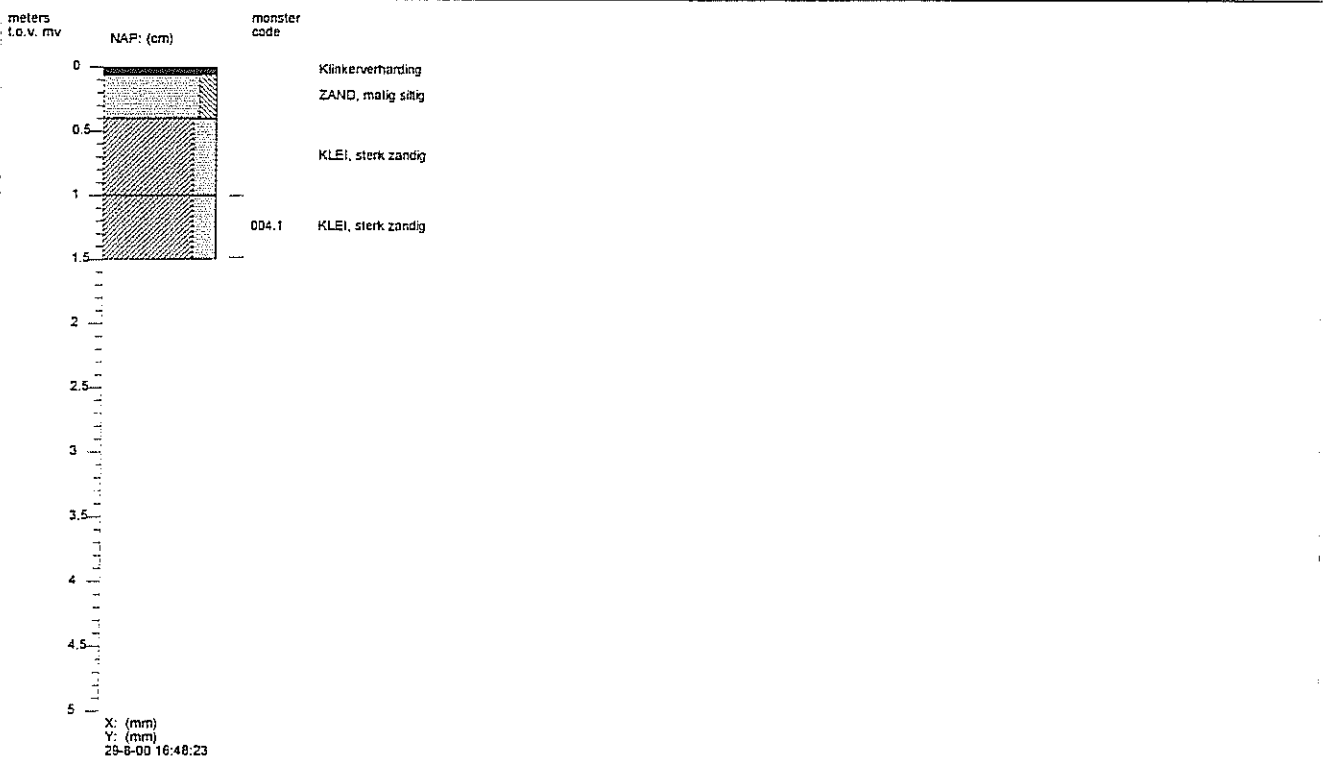 meters
t.o.v. mv
monster
code
NAP: (cm)
0
Klinkerverharding
ZAND, matig siltig
0.5
KLEI, sterk zandig
1
004.1 KLEI, sterk zandig
1.5
2
2.5
3
3.5
4
4.5
5
X: (mm)
Y: (mm)
29-8-00 16:48:23